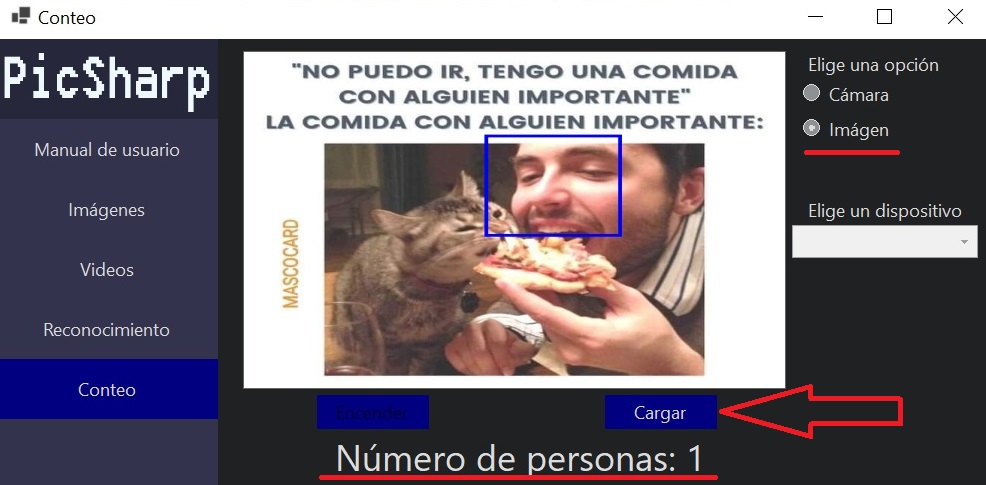 Conteo
PicSharp
Manual de usuario
Imágenes
Videos
Reconocimiento
Conteo
"NO PUEDO IR, TENGO UNA COMIDA
CON ALGUIEN IMPORTANTE"
LA COMIDA CON ALGUIEN IMPORTANTE:
MASCOCARD
Encender
Cargar
Número de personas: 1
Elige una opción
Cámara
Imágen
Elige un dispositivo